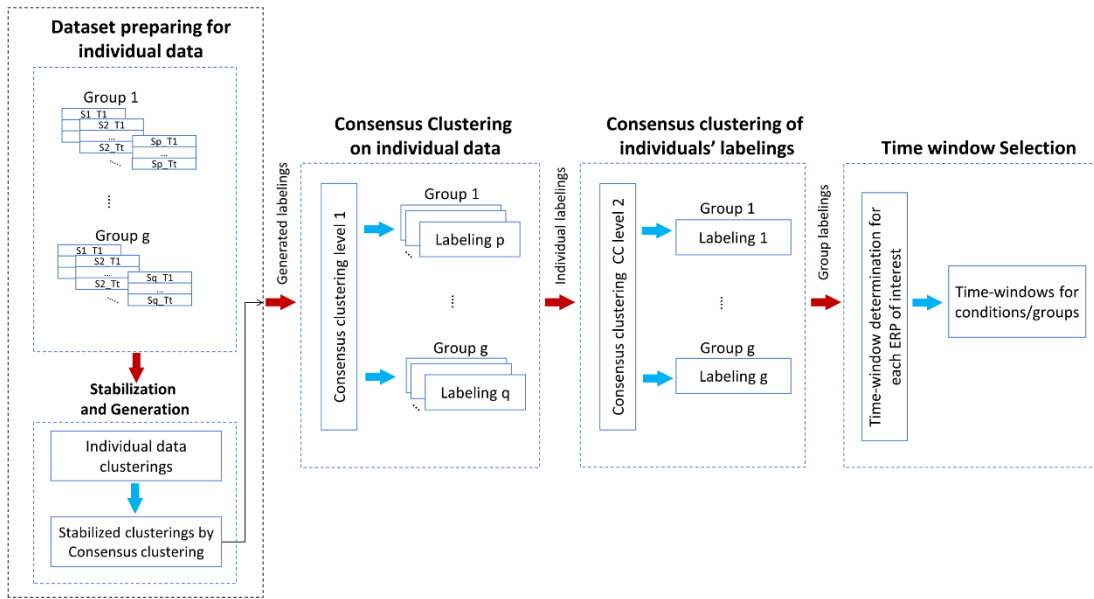 Dataset preparing for
individual data
Group 1
S1_T1
S2_T1
...
S2_Tt
Sp_T1
...
Sp_Tt
Group g
S1_T1
S2_T1
...
S2_Tt
Sq_T1
...
Sq_Tt
Stabilization
and Generation
Individual data
clusterings
Stabilized clusterings by
Consensus clustering
Generated labelings
Consensus Clustering
on individual data
Consensus clustering level 1
Group 1
Labeling p
Group g
Labeling q
Individual labelings
Consensus clustering of
individuals’ labelings
Consensus clustering CC level 2
Group 1
Labeling 1
Group g
Labeling g
Group labelings
Time window Selection
Time-window determination for
each ERP of interest
Time-windows for
conditions/groups